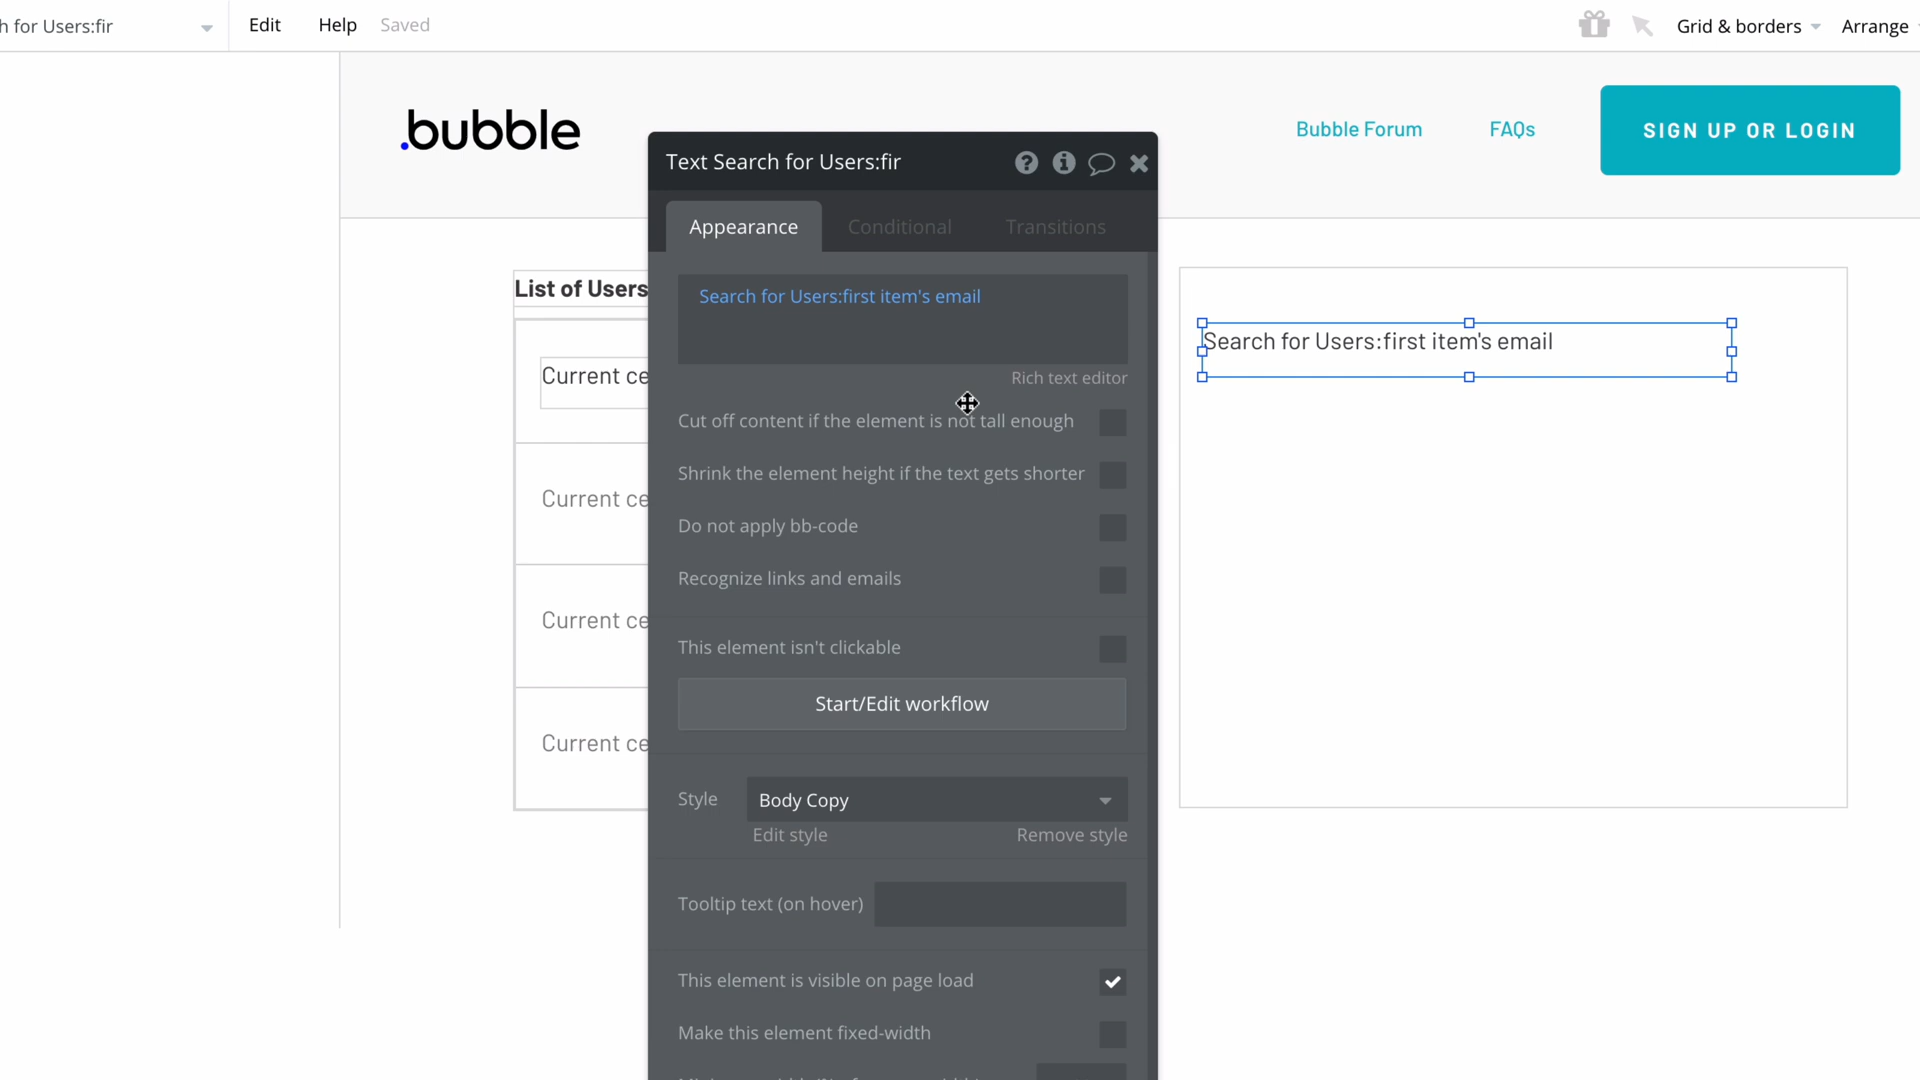 h for Users:fir
Edit
Help
Saved
Grid & borders
Arrange
.bubble
Bubble Forum
FAQs
SIGN UP OR LOGIN
Text Search for Users:fir
Appearance
Conditional
Transitions
Search for Users:first item's email
Rich text editor
Cut off content if the element is not tall enough
Shrink the element height if the text gets shorter
Do not apply bb-code
Recognize links and emails
This element isn't clickable
Start/Edit workflow
Style
Body Copy
Edit style
Remove style
Tooltip text (on hover)
This element is visible on page load
Make this element fixed-width
List of Users
Current ce
Current ce
Current ce
Current ce
Search for Users:first item's email